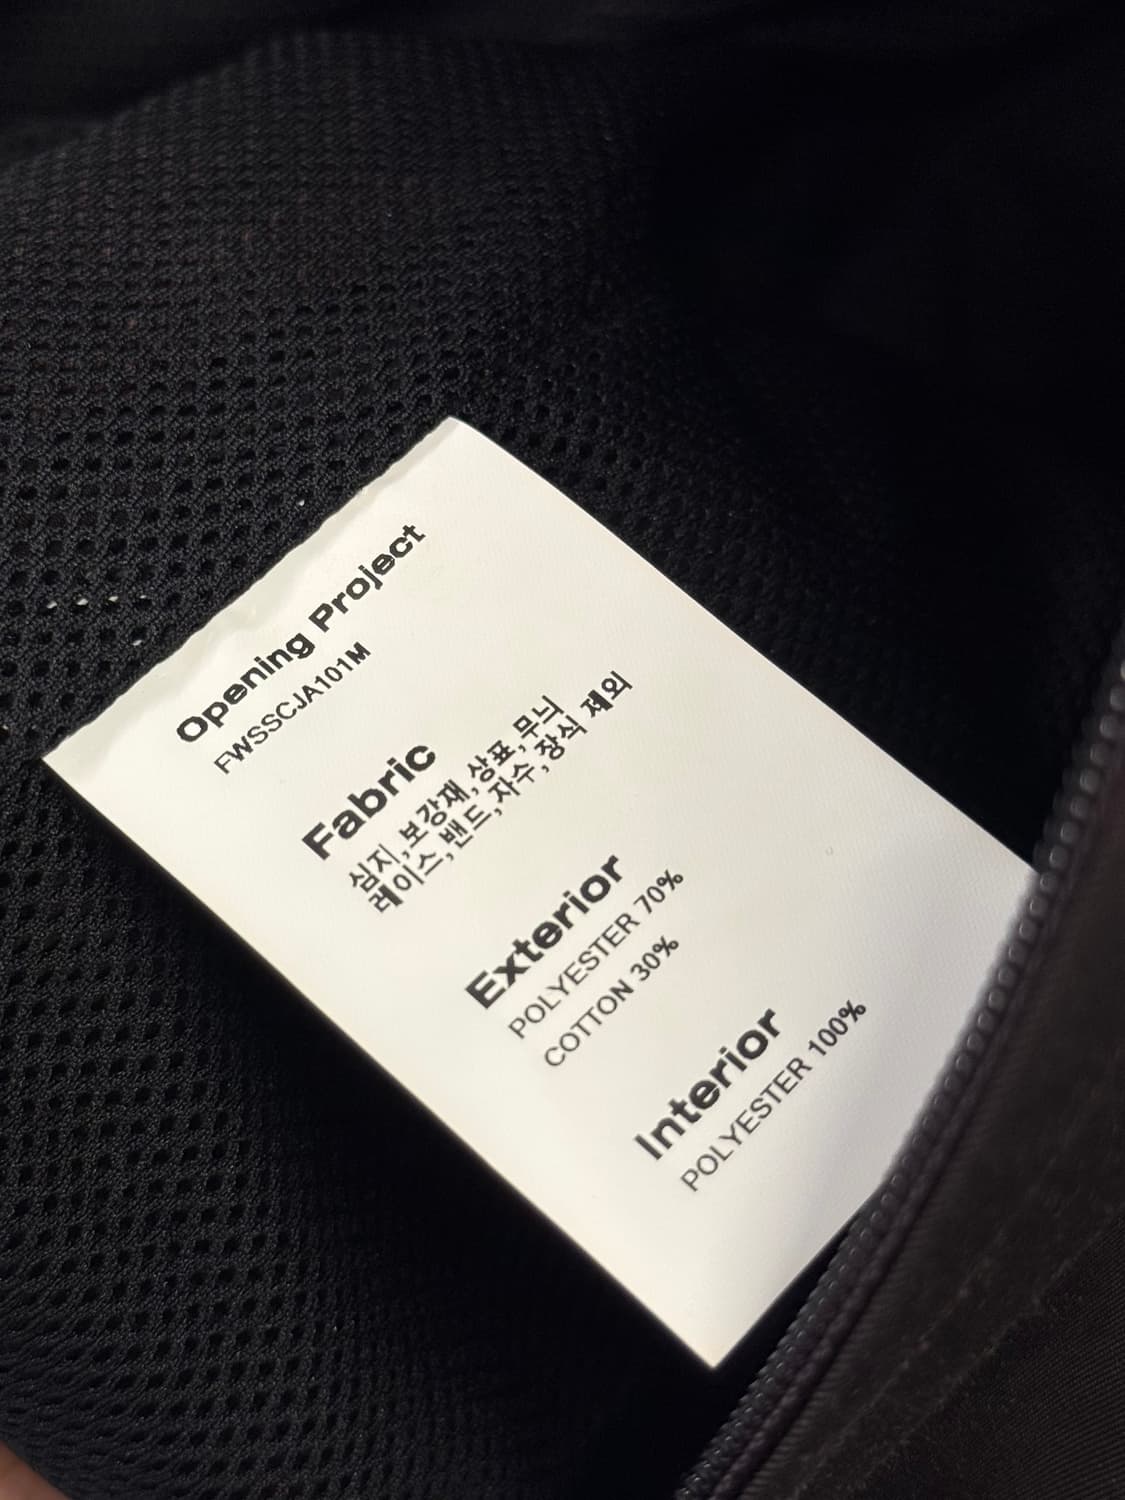 Opening Project
FWSSCJA101M
Fabric
심지,보강재,상표,무늬
레이스,밴드,자수,장식 제외
Exterior
POLYESTER 70%
COTTON 30%
Interior
POLYESTER 100%